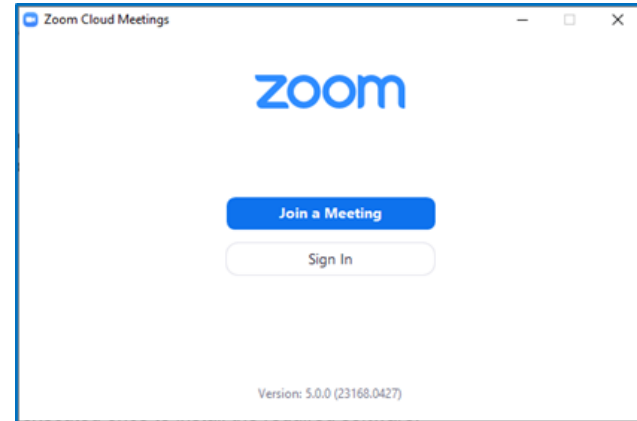 Zoom Cloud Meetings
zoom
Join a Meeting
Sign In
Version: 5.0.0 (23168.0427)